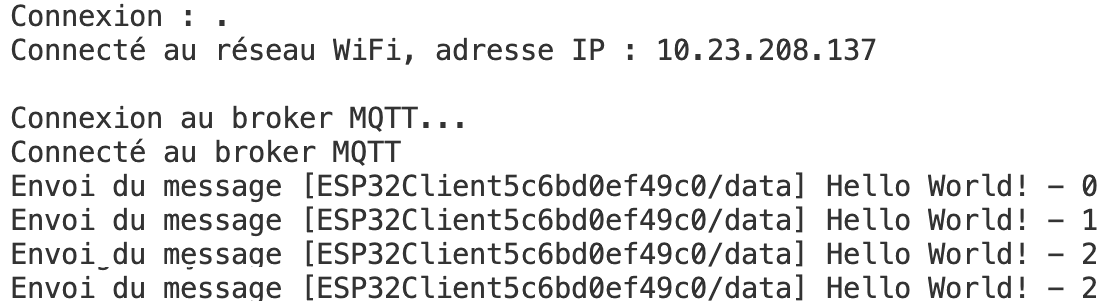 Connexion : .
Connecté au réseau WiFi, adresse IP : 10.23.208.137
Connexion au broker MQTT...
Connecté au broker MQTT
Envoi du message [ESP32Client5c6bd0ef49c0/data] Hello World! – 0
Envoi du message [ESP32Client5c6bd0ef49c0/data] Hello World! – 1
Envoi du message [ESP32Client5c6bd0ef49c0/data] Hello World! – 2
Envoi du message [ESP32Client5c6bd0ef49c0/data] Hello World! – 2